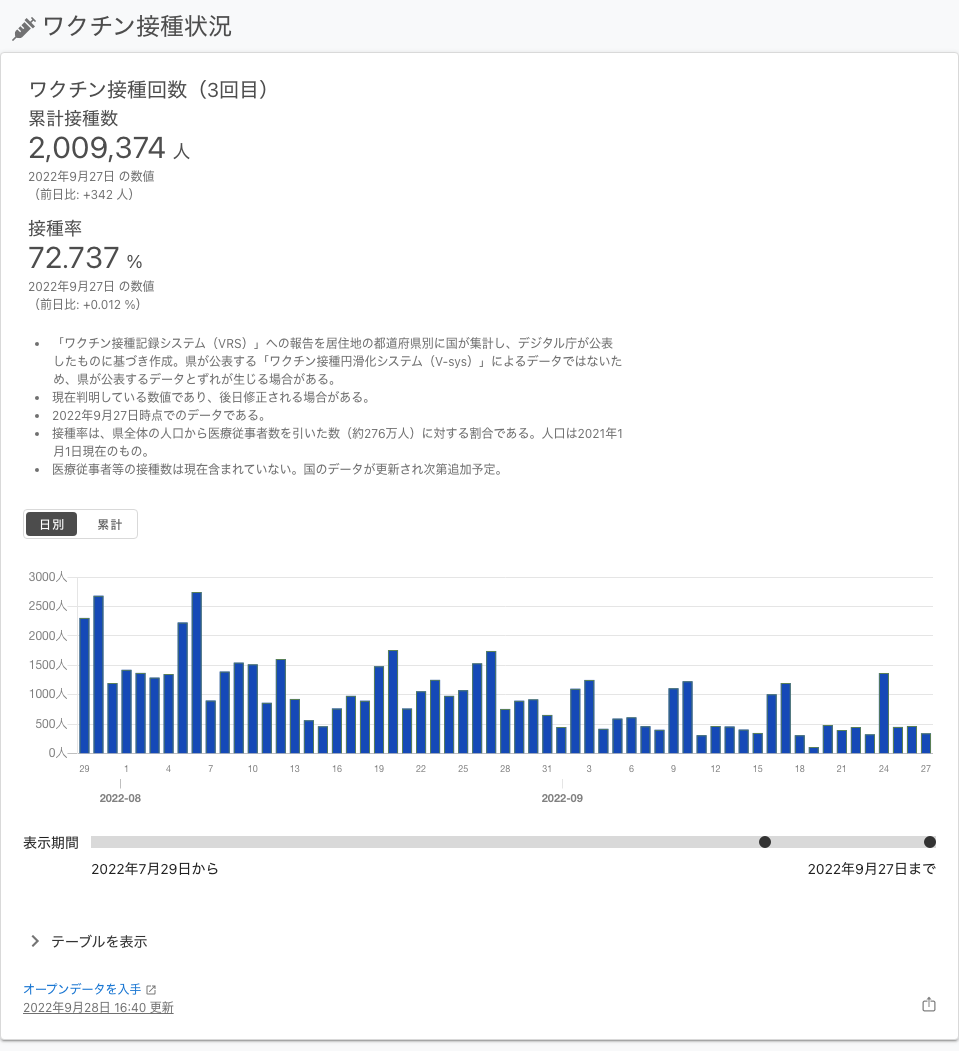 ワクチン接種状況
ワクチン接種回数（3回目）
累計接種数
2,009,374 人
2022年9月27日 の数値
（前日比: +342 人）
接種率
72.737 %
2022年9月27日 の数値
（前日比: +0.012 %）
• 「ワクチン接種記録システム（VRS）」への報告を居住地の都道府県別に国が集計し、デジタル庁が公表
したものに基づき作成。県が公表する「ワクチン接種円滑化システム（V-sys）」によるデータではないた
め、県が公表するデータとずれが生じる場合がある。
• 現在判明している数値であり、後日修正される場合がある。
• 2022年9月27日時点でのデータである。
• 接種率は、県全体の人口から医療従事者数を引いた数（約276万人）に対する割合である。人口は2021年1
月1日現在のもの。
• 医療従事者等の接種数は現在含まれていない。国のデータが更新され次第追加予定。
日別 累計
3000人
2500人
2000人
1500人
1000人
500人
0人
29 1 4 7 10 13 16 19 22 25 28 31 3 6 9 12 15 18 21 24 27
2022-08 2022-09
表示期間
2022年7月29日から 2022年9月27日まで
テーブルを表示
オープンデータを入手
2022年9月28日 16:40 更新